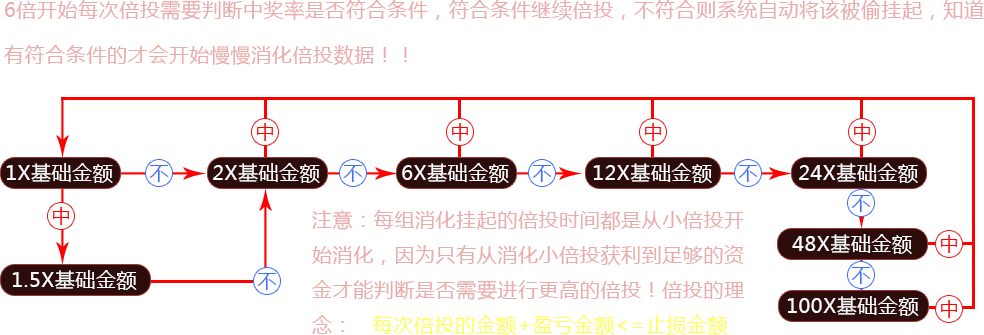 6倍开始每次倍投需要判断中奖率是否符合条件，符合条件继续倍投，不符合则系统自动将该被偷挂起，知道
有符合条件的才会开始慢慢消化倍投数据！！
中 中 中 中
1X基础金额 不 2X基础金额 不 6X基础金额 不 12X基础金额 不 24X基础金额
中
不
注意：每组消化挂起的倍投时间都是从小倍投开
48X基础金额 中
始消化，因为只有从消化小倍投获利到足够的资
1.5X基础金额 不
不
金才能判断是否需要进行更高的倍投！倍投的理
100X基础金额 中
念： 每次倍投的金额+盈亏金额<=止损金额